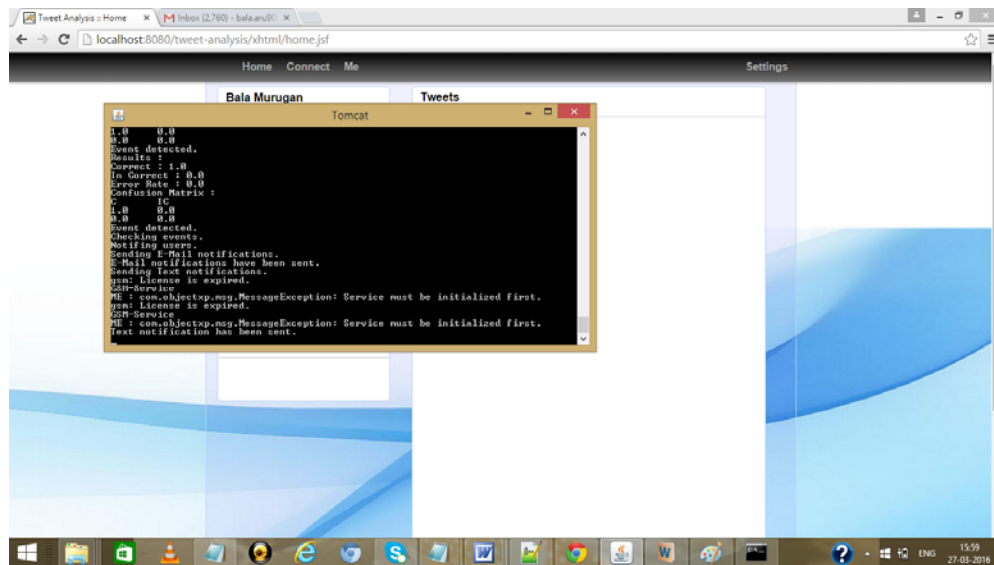 Tweet Analysis :: Home
Inbox (2,760) - bala.aru90
localhost:8080/tweet-analysis/xhtml/home.jsf
Home Connect Me Settings
Bala Murugan
Tweets
Tomcat
1.0 0.0
0.0 0.0
Event detected.
Results :
Correct : 1.0
In Correct : 0.0
Error Rate : 0.0
Confusion Matrix :
C IC
1.0 0.0
0.0 0.0
Event detected.
Checking events.
Notifing users.
Sending E-Mail notifications.
E-Mail notifications have been sent.
Sending Text notifications.
gsm: License is expired.
GSM-Service
ME : com.objectxp.msg.MessageException: Service must be initialized first.
gsm: License is expired.
GSM-Service
ME : com.objectxp.msg.MessageException: Service must be initialized first.
Text notification has been sent.
ENG
15:59
27-03-2016